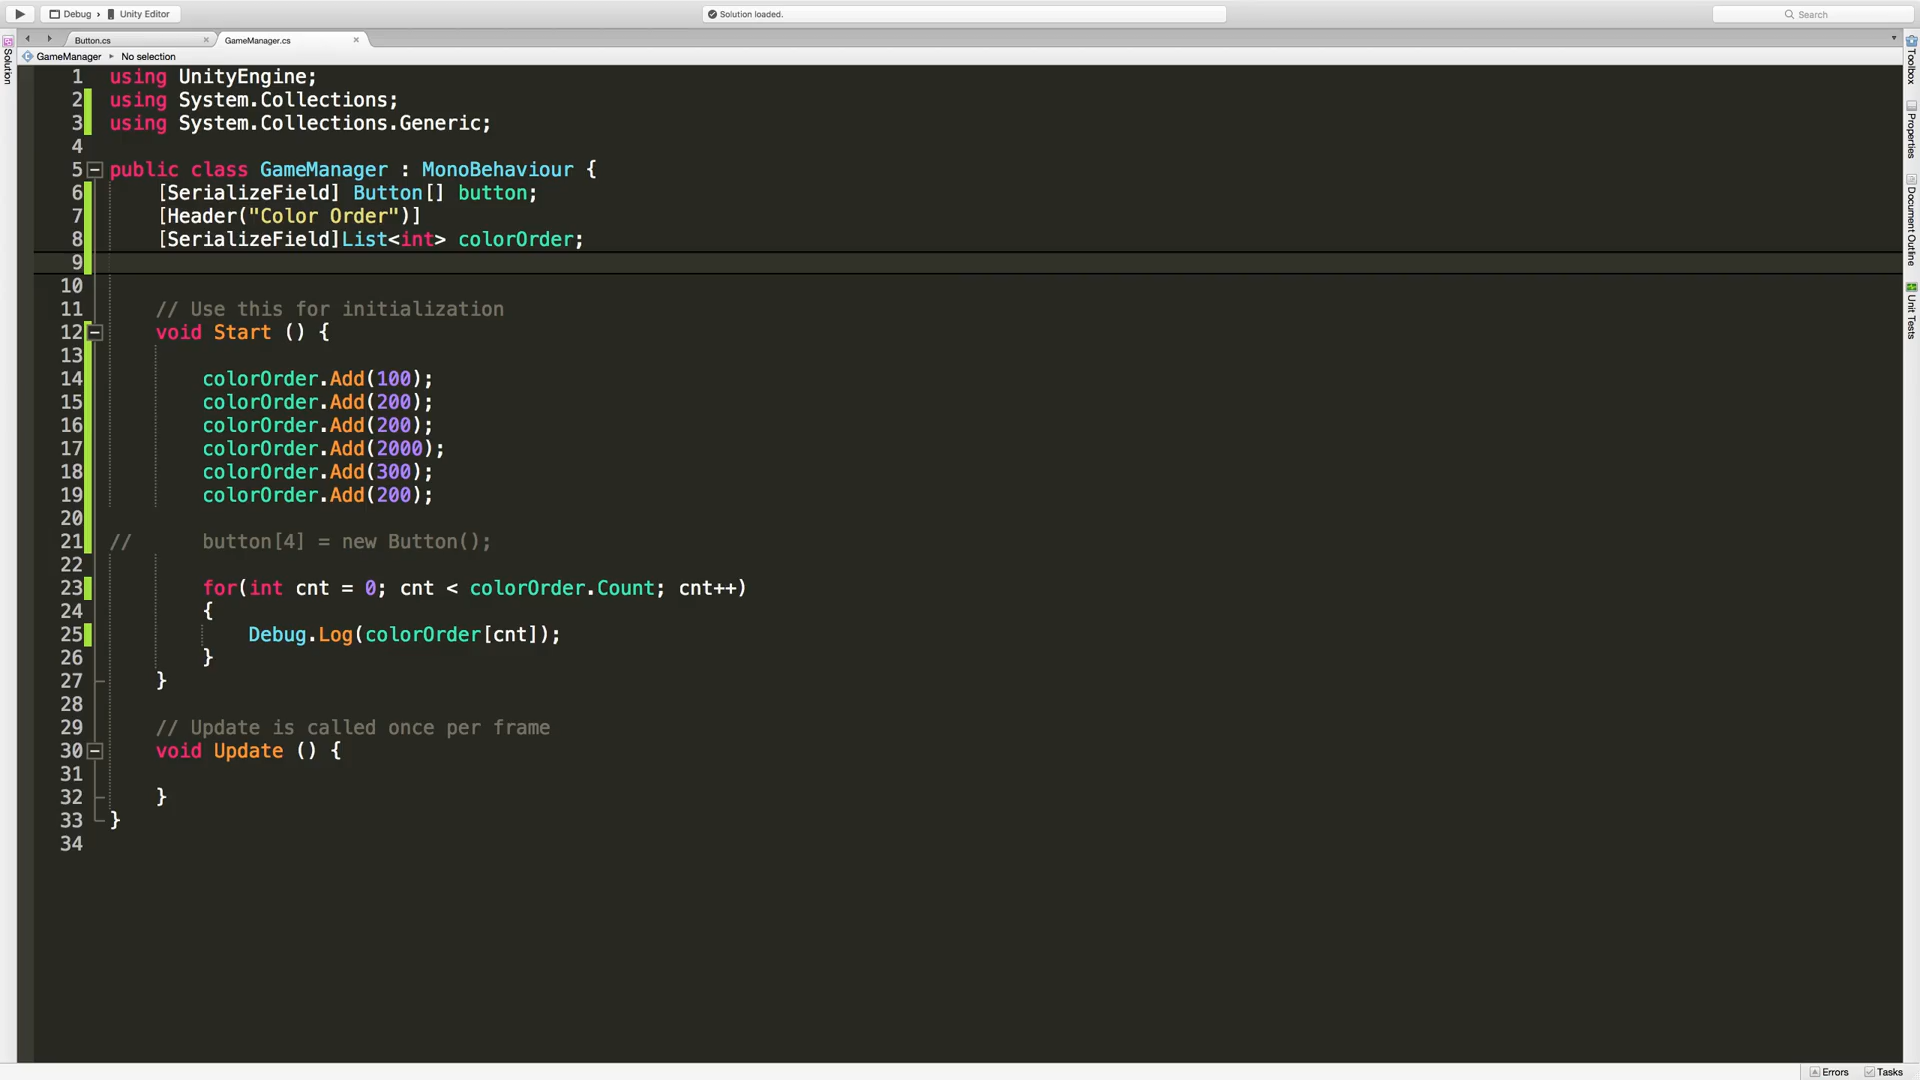 Debug › Unity Editor
Solution loaded.
Search
Button.cs
GameManager.cs
GameManager ▸ No selection
Solution
Toolbox
Properties
Document Outline
Unit Tests
1 using UnityEngine;
2 using System.Collections;
3 using System.Collections.Generic;
4
5 public class GameManager : MonoBehaviour {
6 [SerializeField] Button[] button;
7 [Header("Color Order")]
8 [SerializeField]List<int> colorOrder;
9
10
11 // Use this for initialization
12 void Start () {
13
14 colorOrder.Add(100);
15 colorOrder.Add(200);
16 colorOrder.Add(200);
17 colorOrder.Add(2000);
18 colorOrder.Add(300);
19 colorOrder.Add(200);
20
21 // button[4] = new Button();
22
23 for(int cnt = 0; cnt < colorOrder.Count; cnt++)
24 {
25 Debug.Log(colorOrder[cnt]);
26 }
27 }
28
29 // Update is called once per frame
30 void Update () {
31
32 }
33 }
34
Errors
Tasks